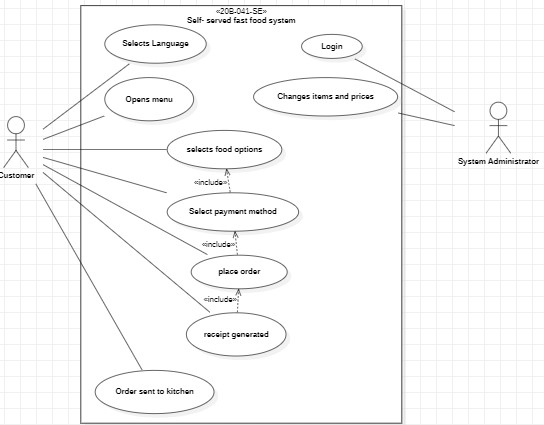 «20B-041-SE»
Self- served fast food system
Selects Language
Login
Opens menu
Changes items and prices
selects food options
Customer
System Administrator
«include»
Select payment method
«include»
place order
«include»
receipt generated
Order sent to kitchen